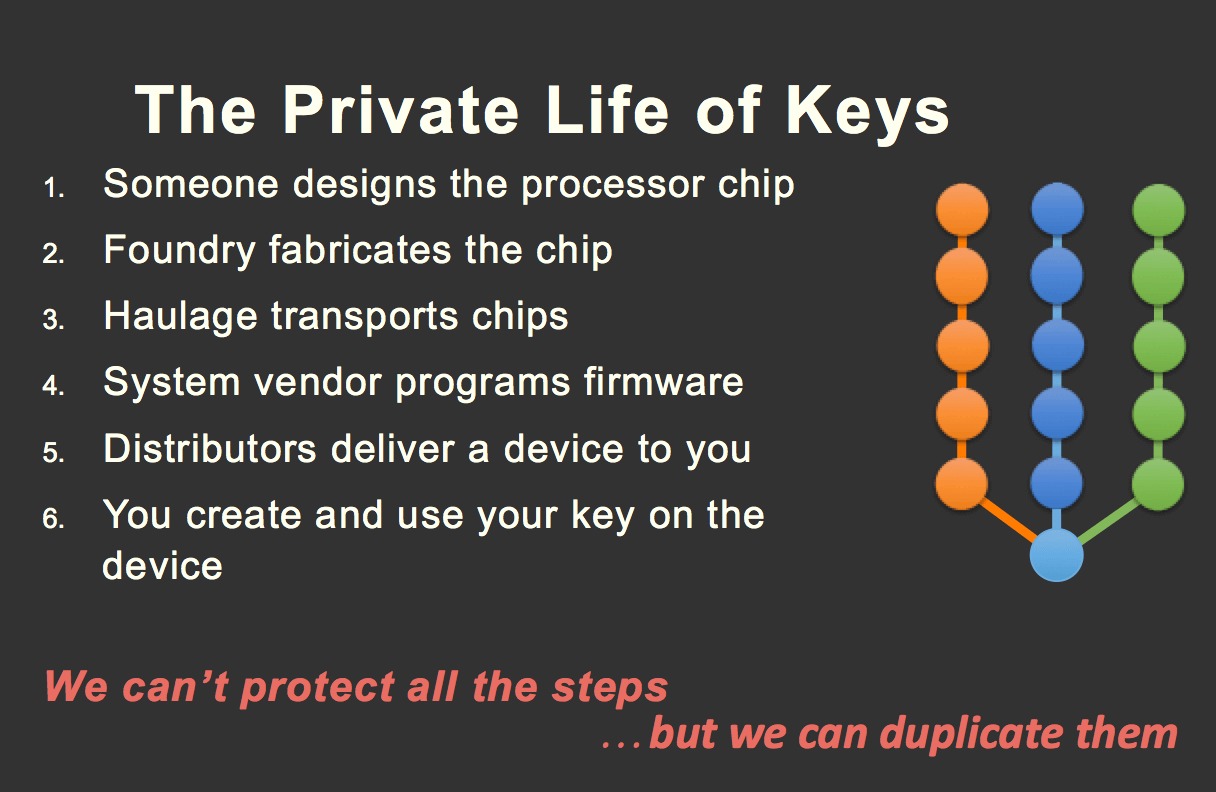 The Private Life of Keys
1. Someone designs the processor chip
2. Foundry fabricates the chip
3. Haulage transports chips
4. System vendor programs firmware
5. Distributors deliver a device to you
6. You create and use your key on the
device
We can’t protect all the steps
…but we can duplicate them